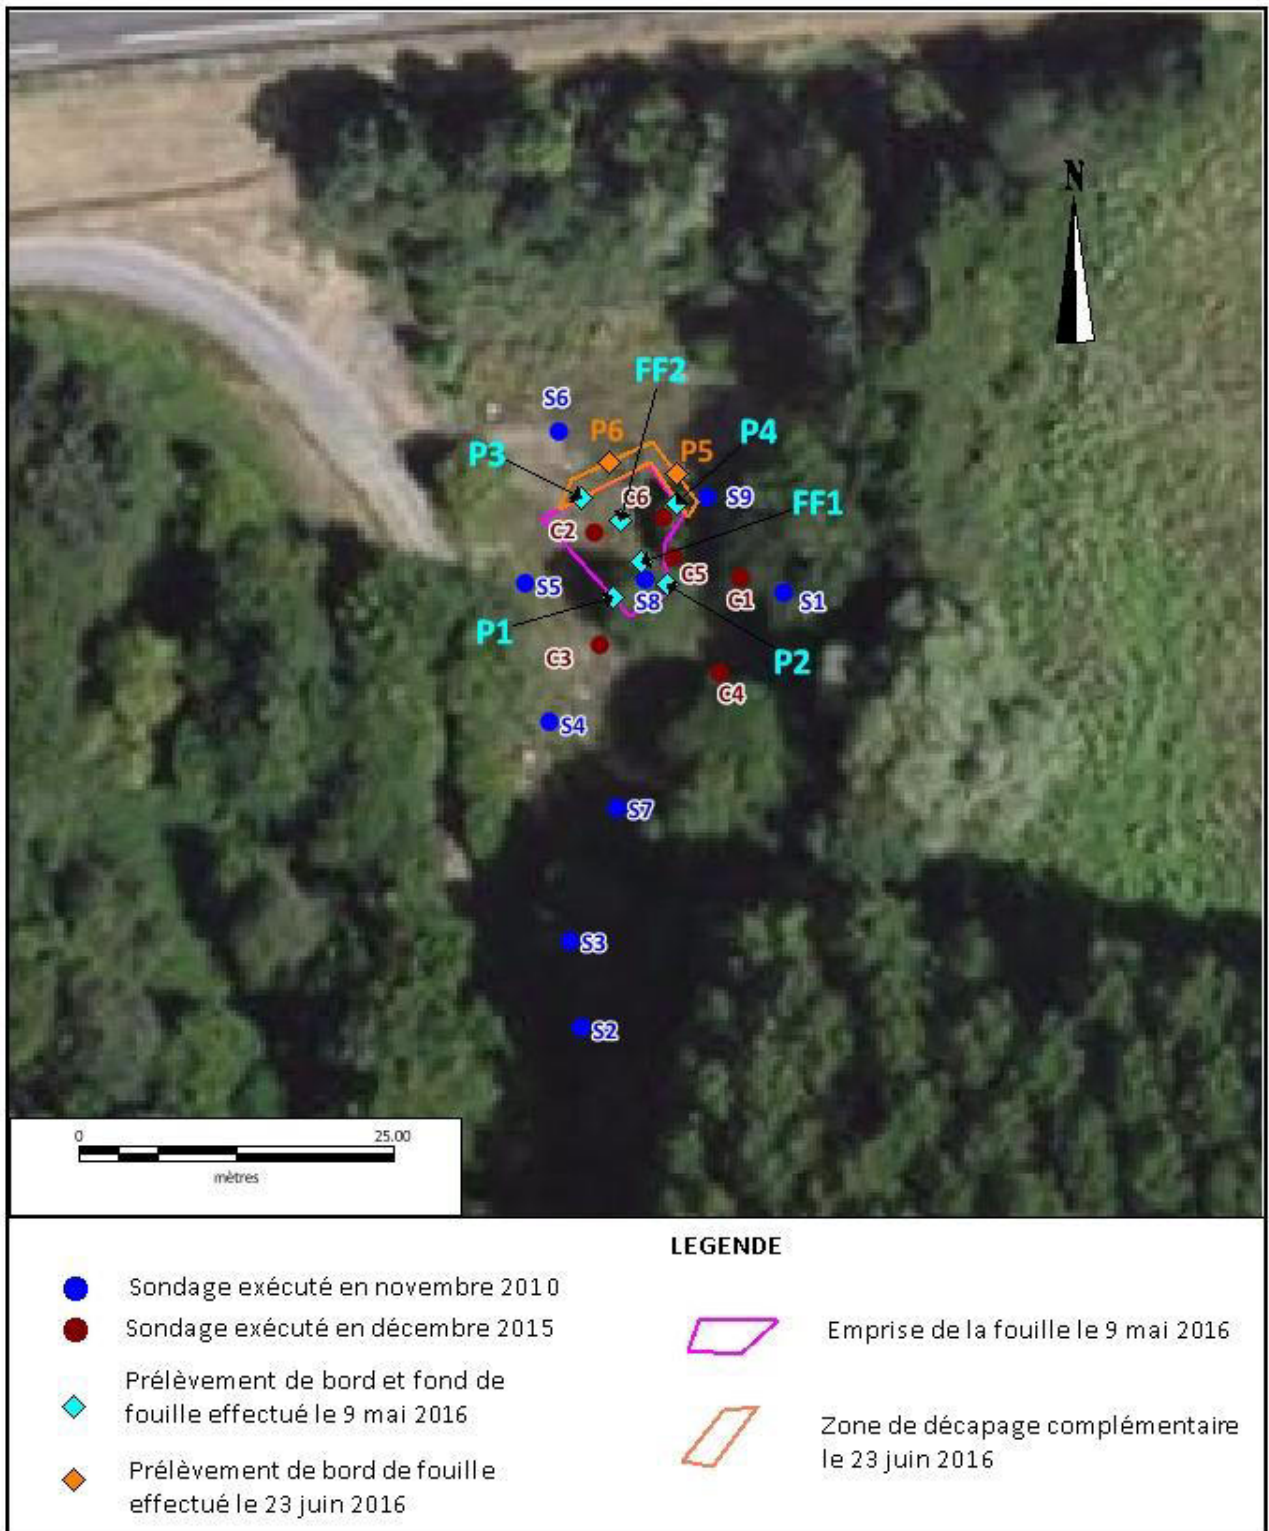 N
FF2
S6
P6
P4
P3
P5
C6
S9
FF1
C2
C5
S5
S8
C1
S1
P1
C3
P2
C4
S4
S7
S3
S2
0 25.00
mètres
LEGENDE
Sondage exécuté en novembre 2010
Sondage exécuté en décembre 2015
Prélèvement de bord et fond de
fouille effectué le 9 mai 2016
Prélèvement de bord de fouille
effectué le 23 juin 2016
Emprise de la fouille le 9 mai 2016
Zone de décapage complémentaire
le 23 juin 2016